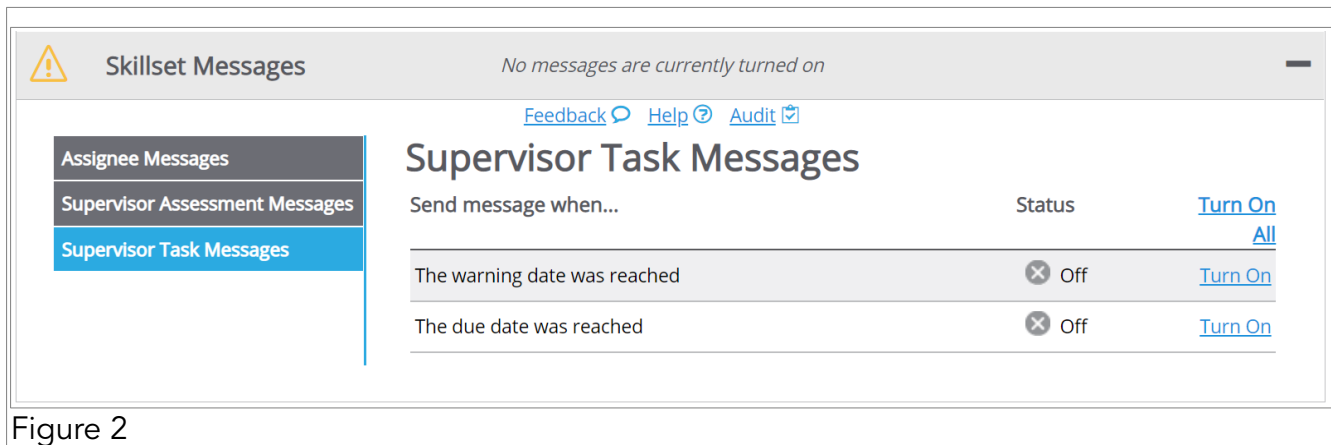 Skillset Messages
No messages are currently turned on
Feedback Help Audit
Assignee Messages
Supervisor Assessment Messages
Supervisor Task Messages
Supervisor Task Messages
Send message when... Status Turn On
All
The warning date was reached Off Turn On
The due date was reached Off Turn On
Figure 2